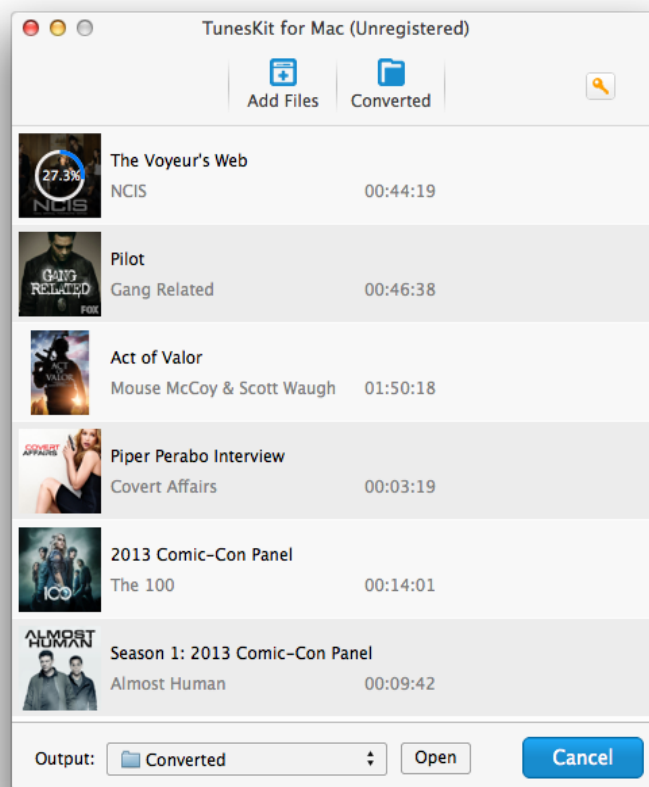 TunesKit for Mac (Unregistered)
Add Files
Converted
27.3%
NCIS
The Voyeur's Web
NCIS
00:44:19
GANG
RELATED
FOX
Pilot
Gang Related
00:46:38
ACT
OF
VALOR
Act of Valor
Mouse McCoy & Scott Waugh
01:50:18
COVERT
AFFAIRS
Piper Perabo Interview
Covert Affairs
00:03:19
100
2013 Comic-Con Panel
The 100
00:14:01
ALMOST
HUMAN
Season 1: 2013 Comic-Con Panel
Almost Human
00:09:42
Output:
Converted
Open
Cancel